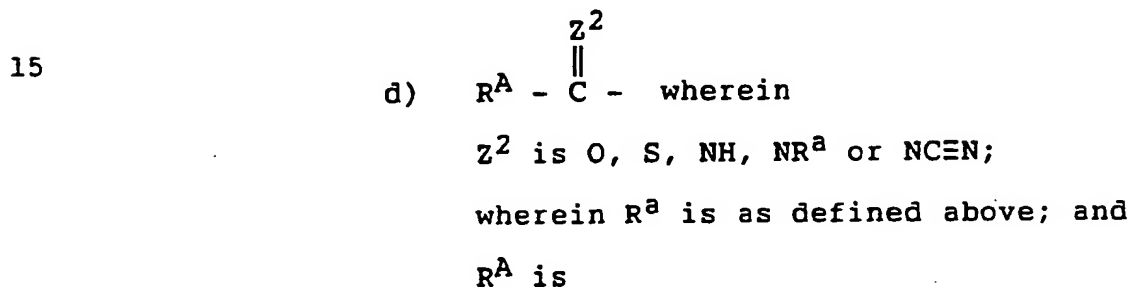 Z²
15
‖
d) Rᴬ - C - wherein
Z² is O, S, NH, NRᵃ or NC≡N;
wherein Rᵃ is as defined above; and
Rᴬ is